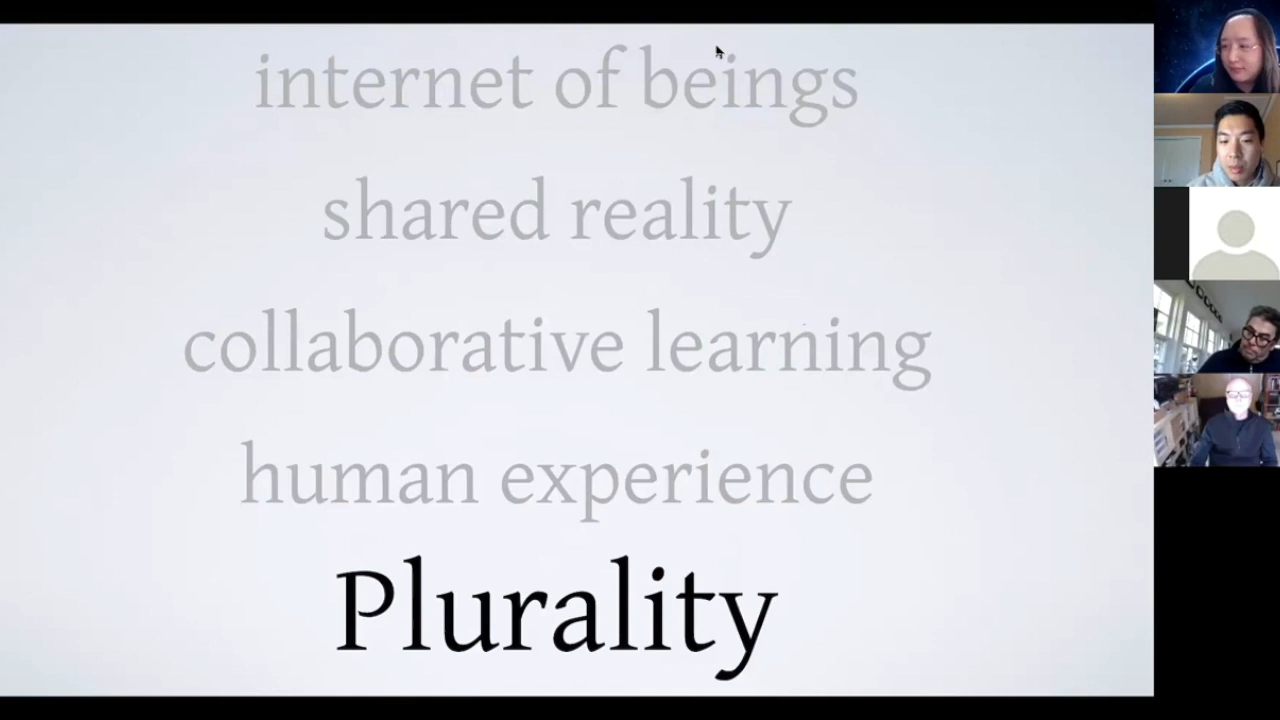 internet of beings
shared reality
collaborative learning
human experience
Plurality